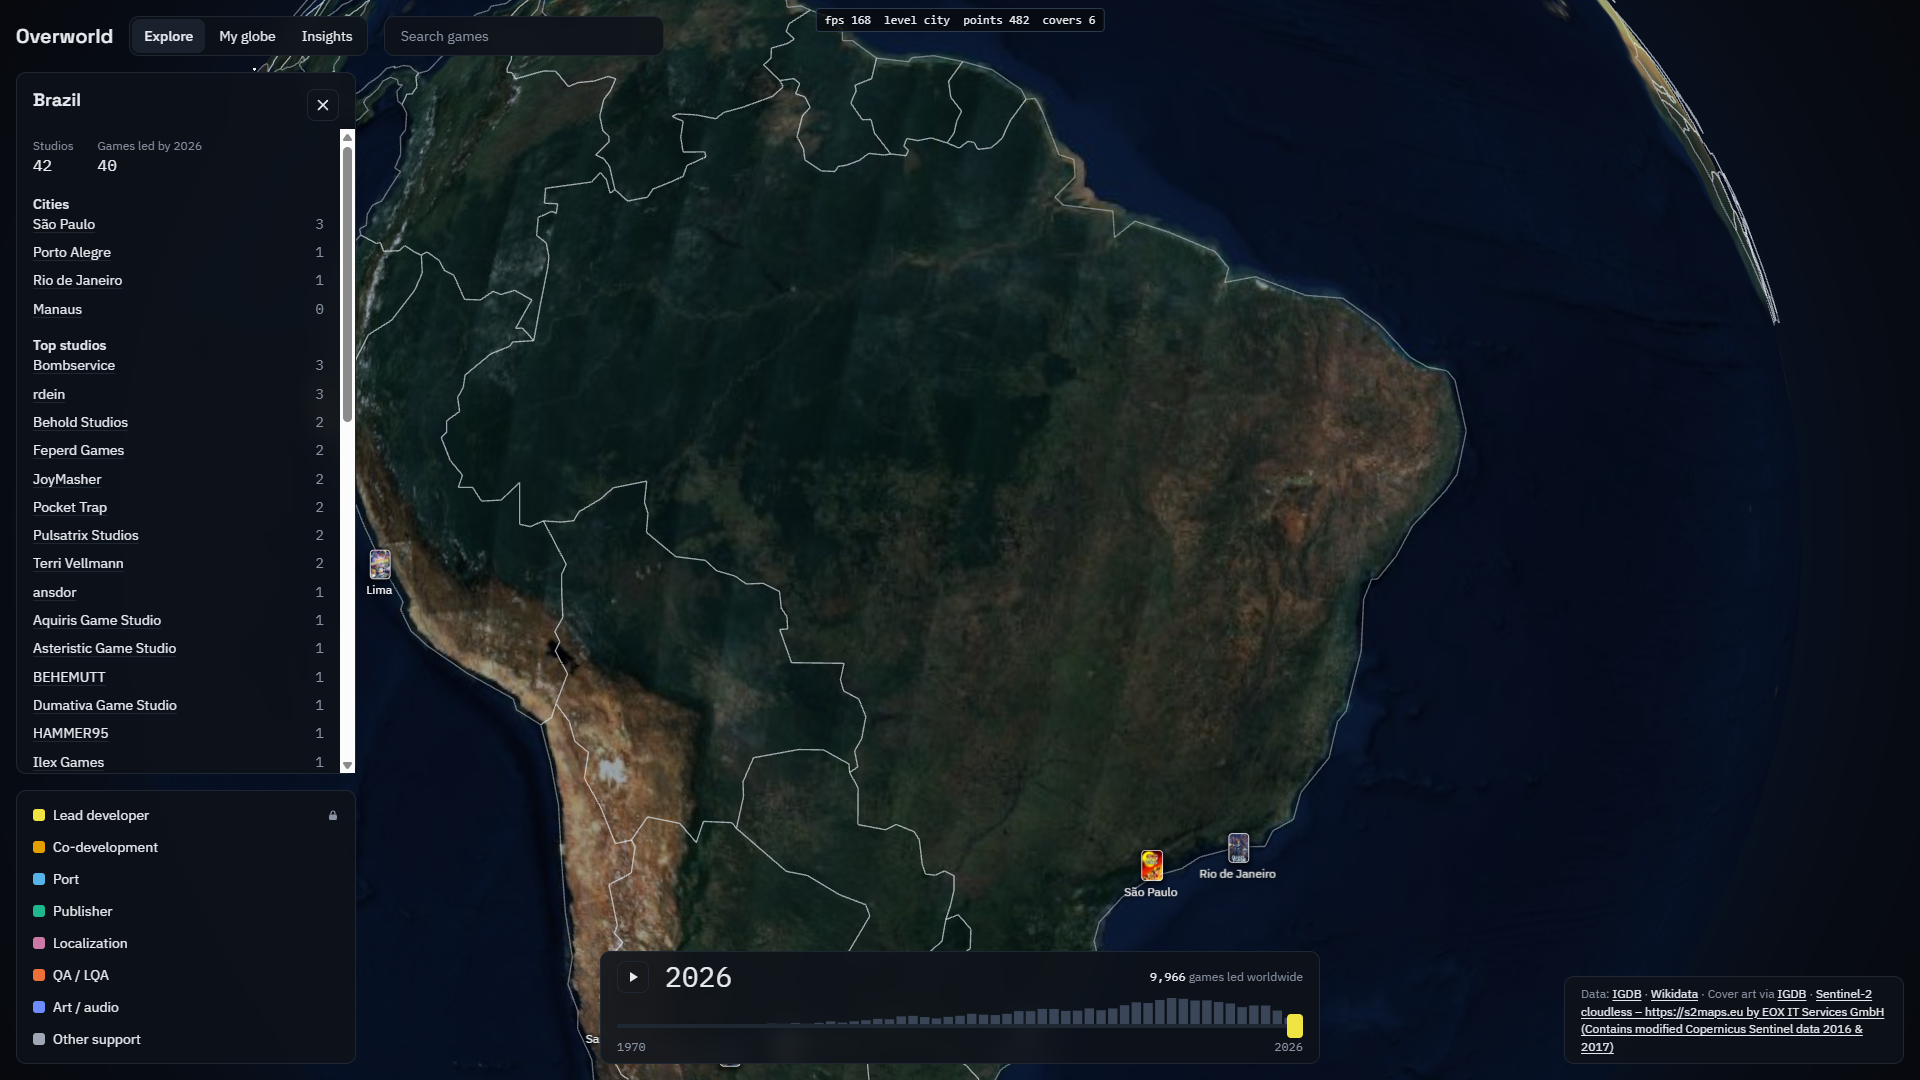 Overworld
Explore
My globe
Insights
Search games
fps 168 level city points 482 covers 6
Brazil
Studios
Games led by 2026
42
40
Cities
São Paulo 3
Porto Alegre 1
Rio de Janeiro 1
Manaus 0
Top studios
Bombservice 3
rdein 3
Behold Studios 2
Feperd Games 2
JoyMasher 2
Pocket Trap 2
Pulsatrix Studios 2
Terri Vellmann 2
ansdor 1
Aquiris Game Studio 1
Asteristic Game Studio 1
BEHEMUTT 1
Dumativa Game Studio 1
HAMMER95 1
Ilex Games 1
Lead developer
Co-development
Port
Publisher
Localization
QA / LQA
Art / audio
Other support
Lima
São Paulo
Rio de Janeiro
Sa
2026
9,966 games led worldwide
1970
2026
Data: IGDB · Wikidata · Cover art via IGDB · Sentinel-2
cloudless – https://s2maps.eu by EOX IT Services GmbH
(Contains modified Copernicus Sentinel data 2016 &
2017)